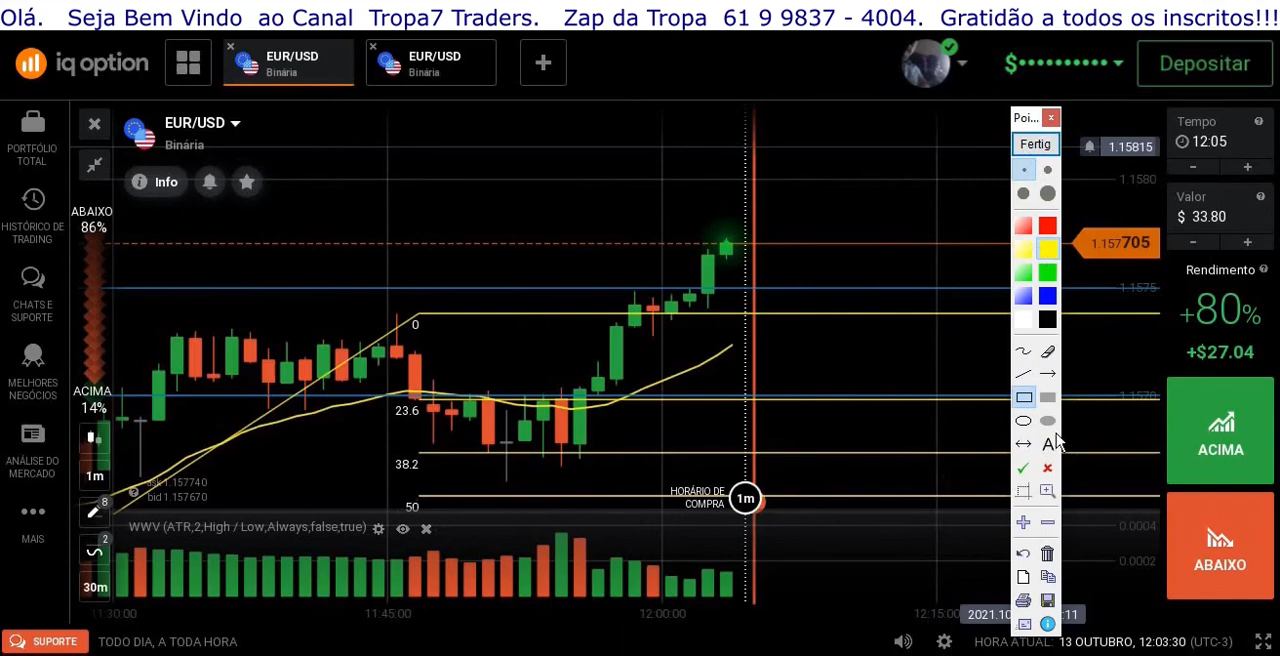 Olá.   Seja Bem Vindo  ao Canal  Tropa7 Traders.   Zap da Tropa  61 9 9837 - 4004.  Gratidão a todos os inscritos!!!
iq option
EUR/USD
Binária
EUR/USD
Binária
+
$
Depositar
PORTFÓLIO TOTAL
HISTÓRICO DE TRADING
CHATS E SUPORTE
MELHORES NEGÓCIOS
ANÁLISE DO MERCADO
MAIS
EUR/USD
Binária
Info
ABAIXO
86%
ACIMA
14%
1m
8
2
30m
ask 1.157740
bid 1.157670
0
23.6
38.2
50
HORÁRIO DE
COMPRA
1m
WWV (ATR,2,High / Low,Always,false,true)
0.0004
0.0002
11:30:00
11:45:00
12:00:00
12:15:00
2021.10
11
Poi...
Fertig
A
1.15815
1.1580
1.157705
1.1575
1.1570
Tempo
12:05
- +
Valor
$ 33.80
- +
Rendimento
+80%
+$27.04
ACIMA
ABAIXO
SUPORTE
TODO DIA, A TODA HORA
HORA ATUAL: 13 OUTUBRO, 12:03:30 (UTC-3)